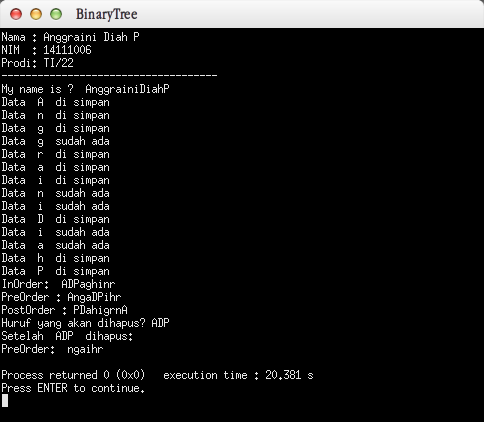 BinaryTree
Nama : Anggraini Diah P
NIM  : 14111006
Prodi: TI/22
------------------------------------
My name is ?  AnggrainiDiahP
Data  A  di simpan
Data  n  di simpan
Data  g  di simpan
Data  g  sudah ada
Data  r  di simpan
Data  a  di simpan
Data  i  di simpan
Data  n  sudah ada
Data  i  sudah ada
Data  D  di simpan
Data  i  sudah ada
Data  a  sudah ada
Data  h  di simpan
Data  P  di simpan
InOrder:  ADPaghinr
PreOrder : AngaDPihr
PostOrder : PDahigrnA
Huruf yang akan dihapus? ADP
Setelah  ADP  dihapus:
PreOrder:  ngaihr
Process returned 0 (0x0)   execution time : 20.381 s
Press ENTER to continue.